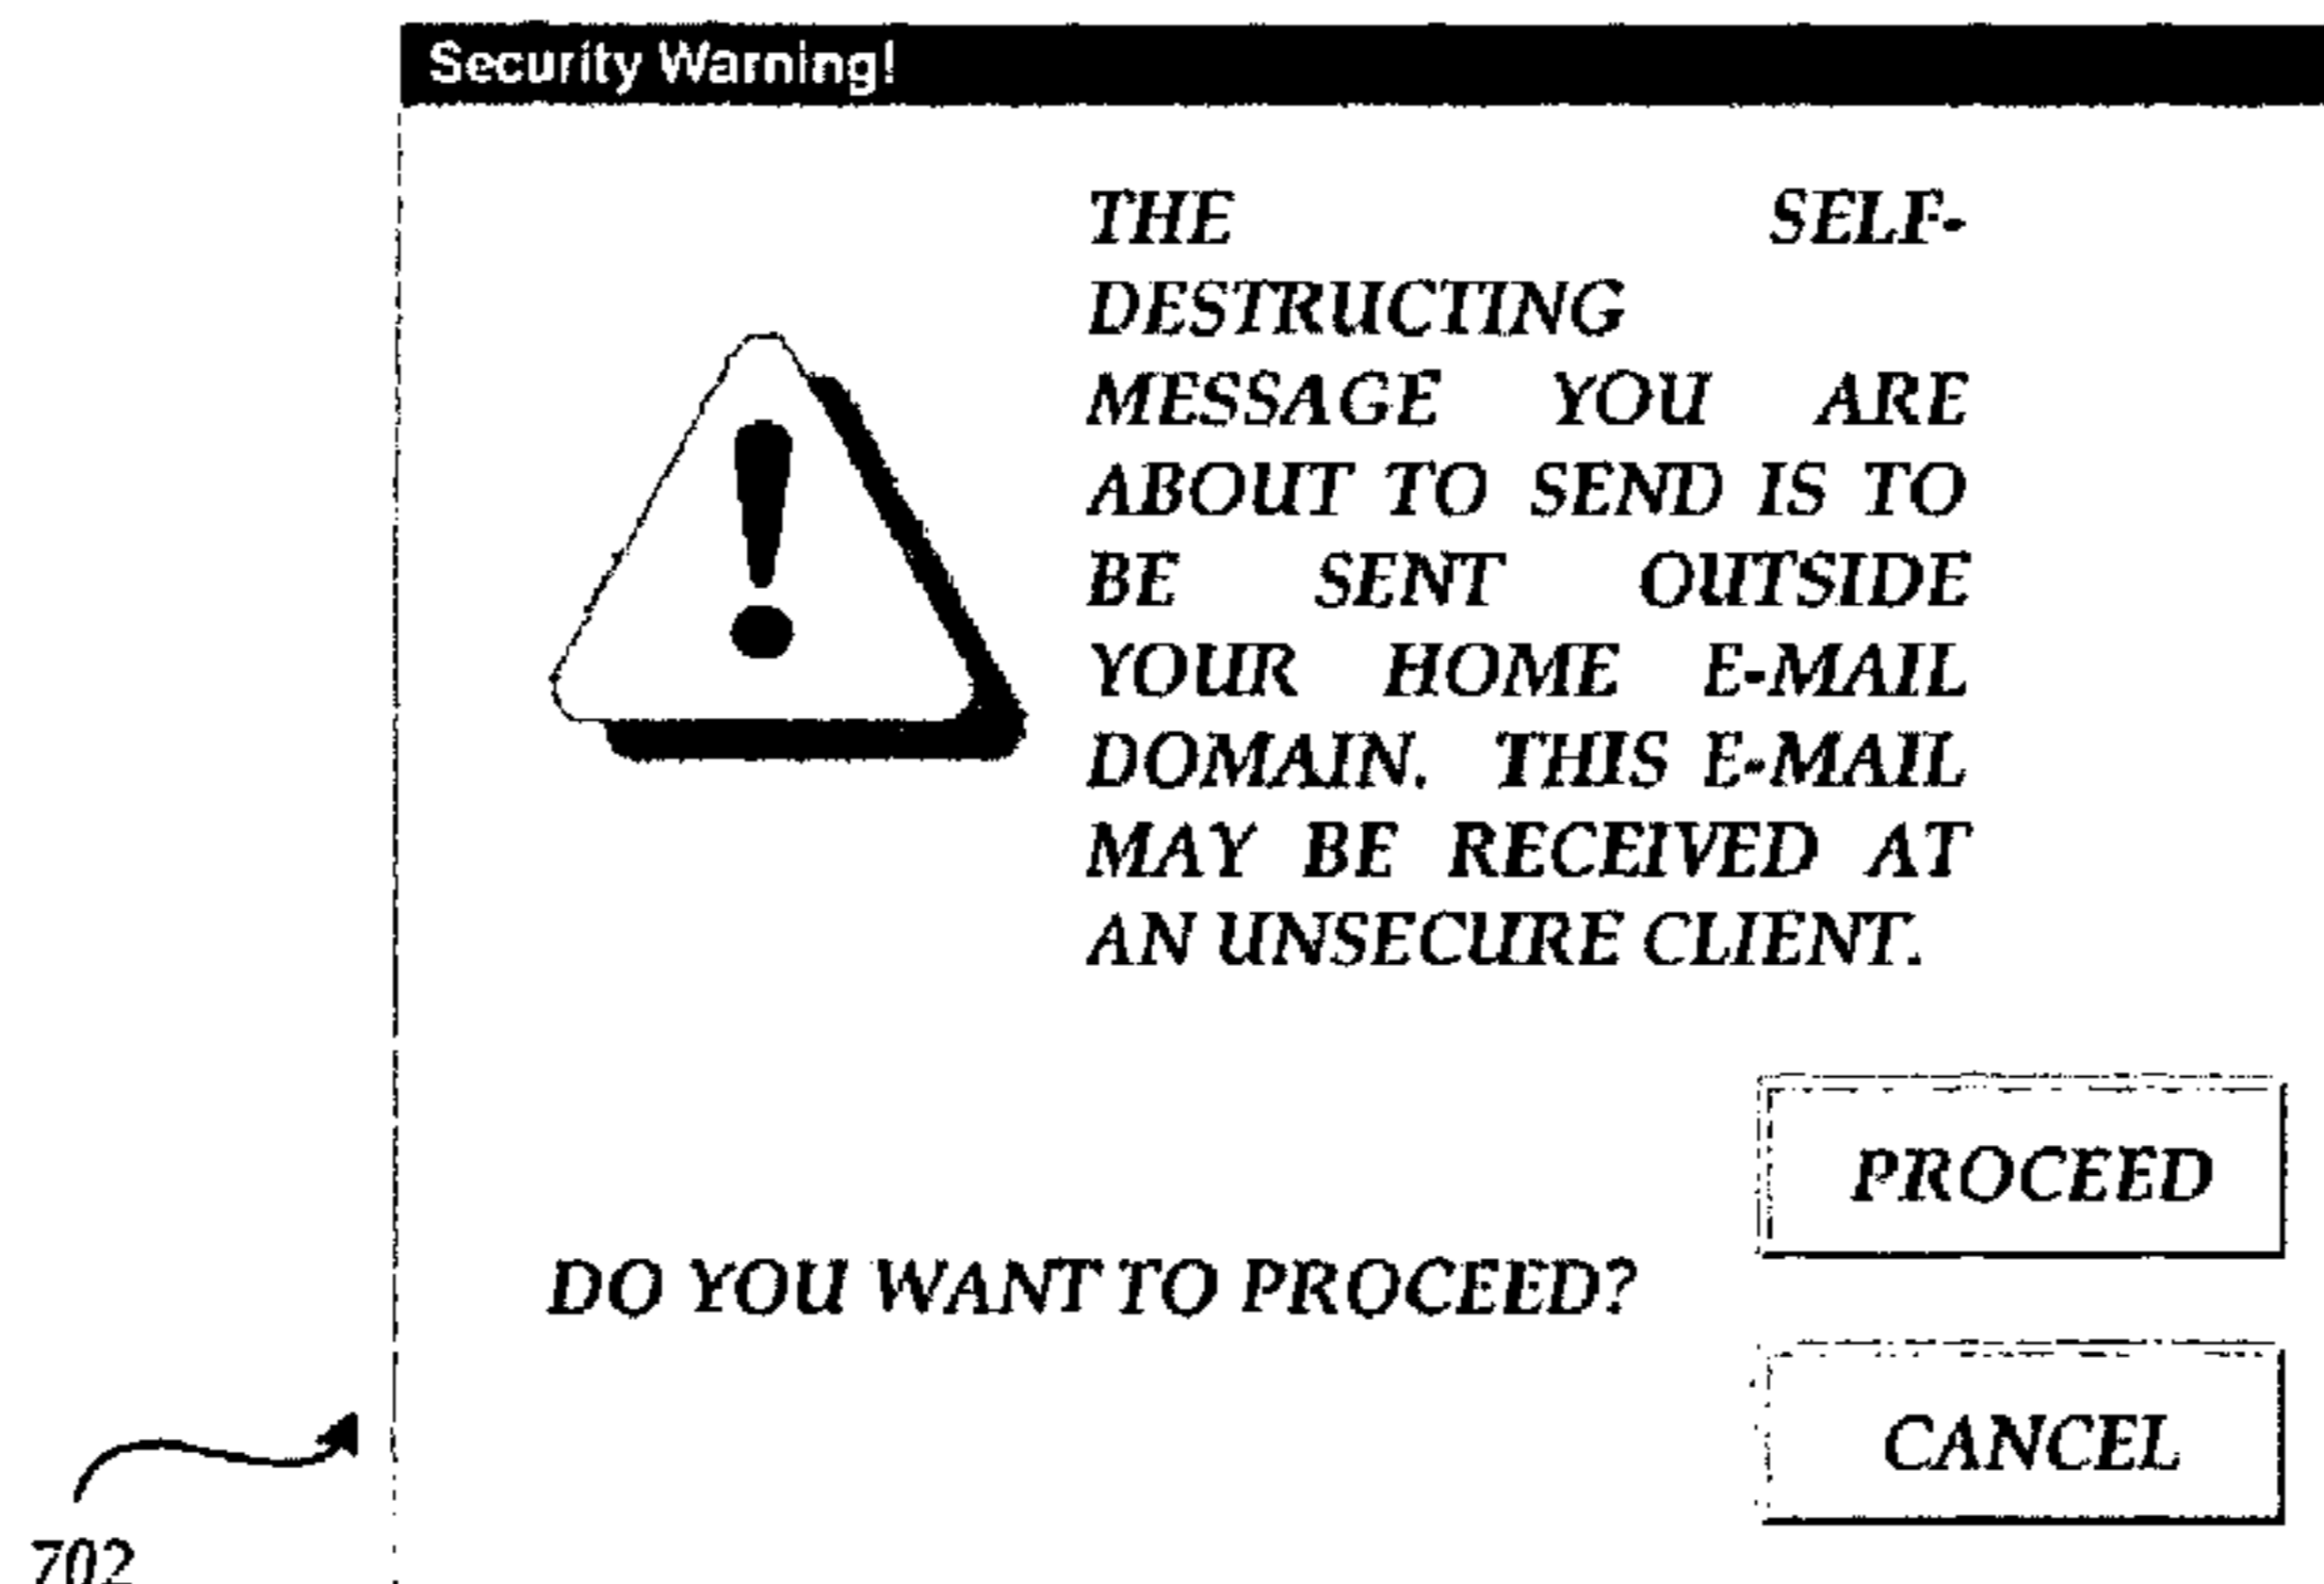 Security Warning!
THE SELF-
DESTRUCTING
MESSAGE YOU ARE
ABOUT TO SEND IS TO
BE SENT OUTSIDE
YOUR HOME E-MAIL
DOMAIN. THIS E-MAIL
MAY BE RECEIVED AT
AN UNSECURE CLIENT.
PROCEED
DO YOU WANT TO PROCEED?
CANCEL
702